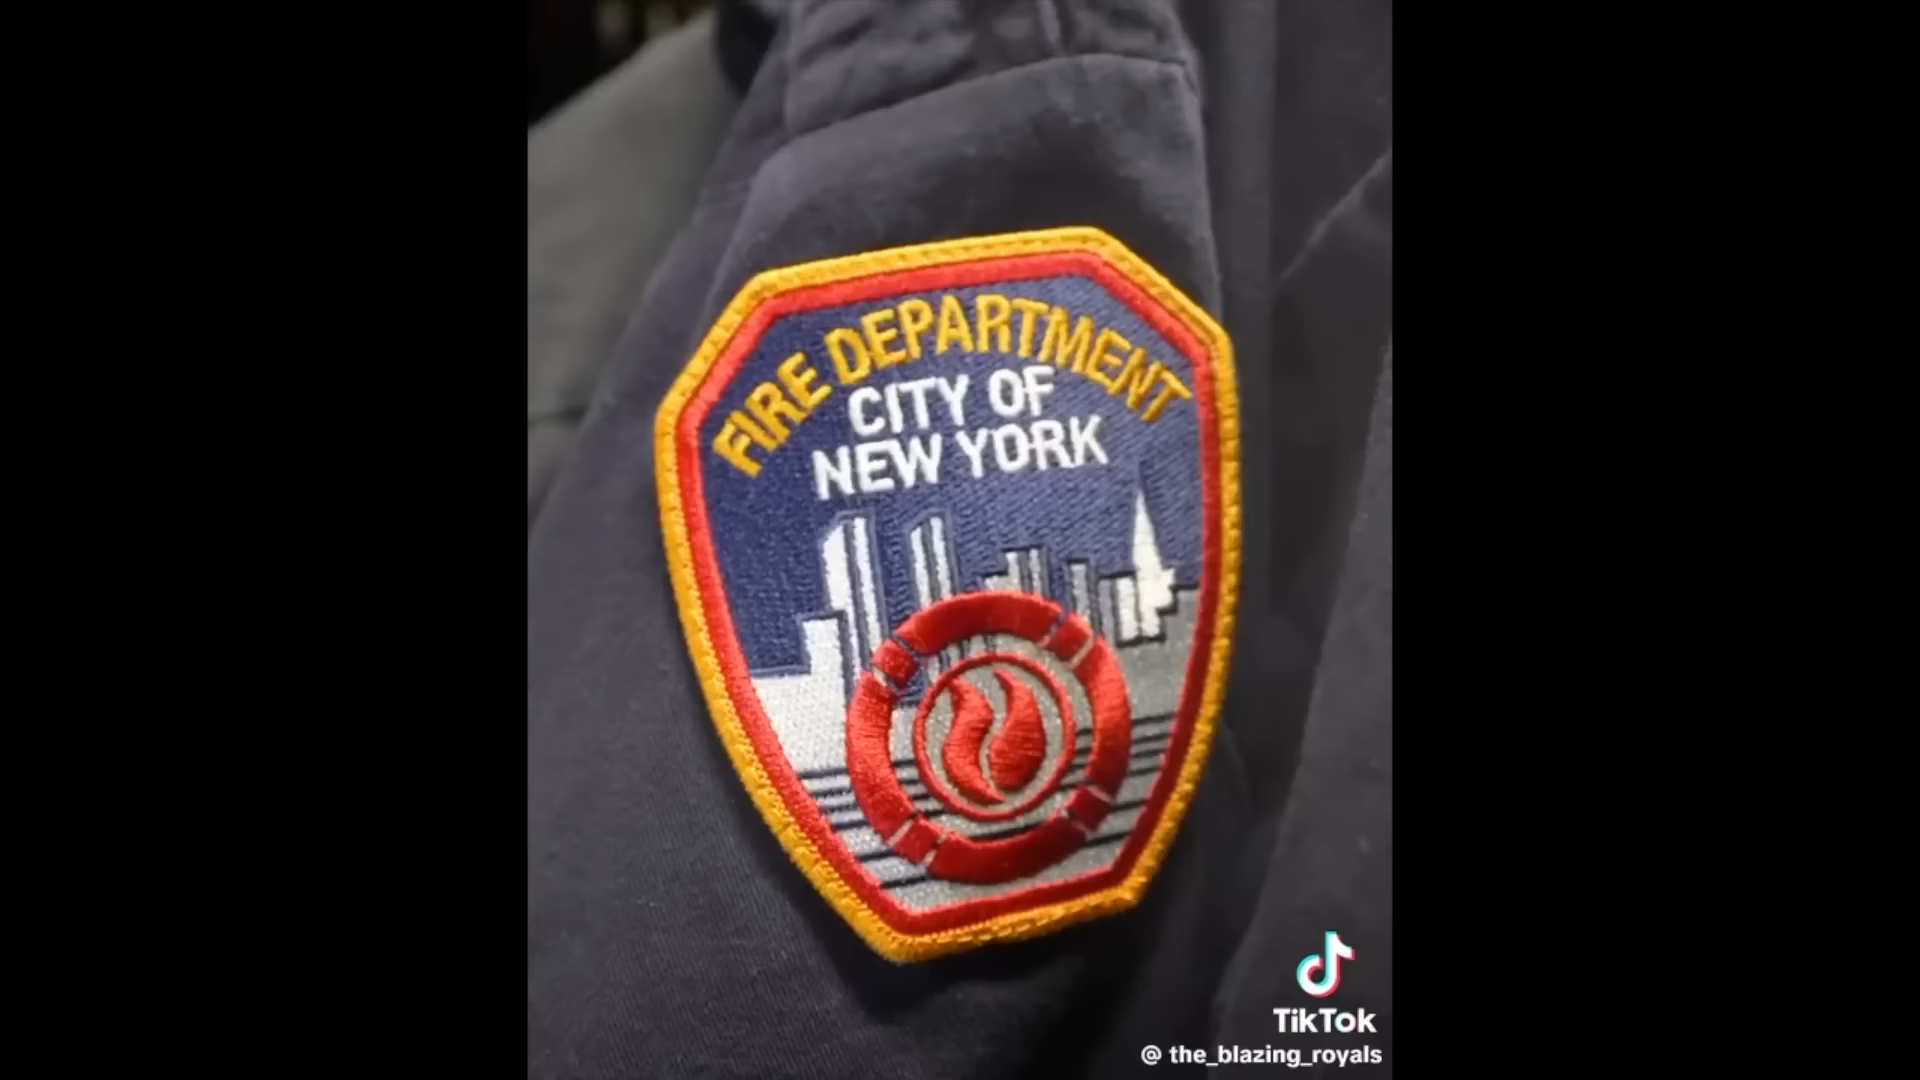 FIRE DEPARTMENT
CITY OF
NEW YORK
TikTok
@ the_blazing_royals